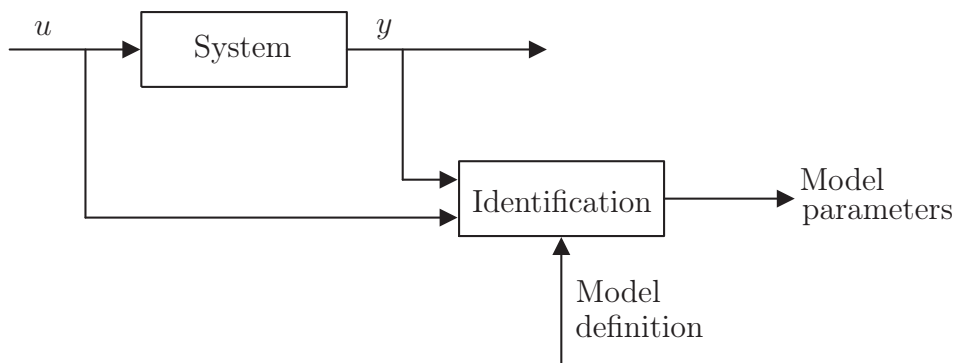 u
System
y
Identification
Model
parameters
Model
definition